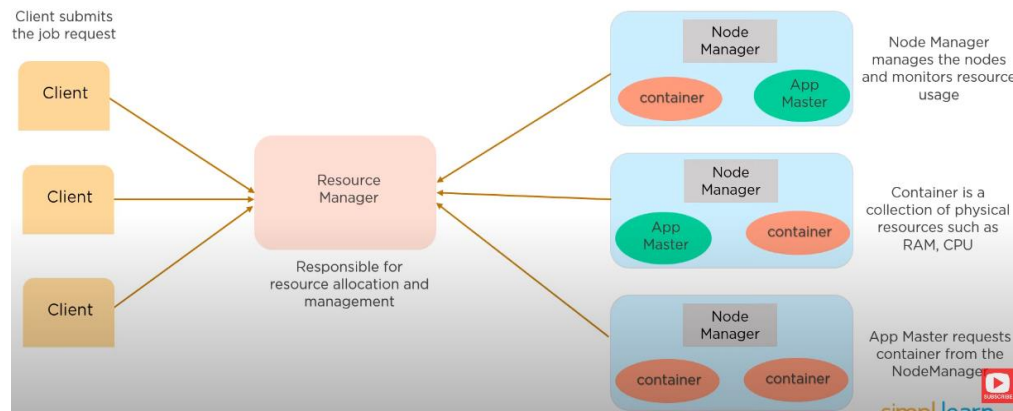 Client submits
the job request
Client
Client
Client
Resource
Manager
Responsible for
resource allocation and
management
Node
Manager
container
App
Master
Node
Manager
App
Master
container
Node
Manager
container
container
Node Manager
manages the nodes
and monitors resource
usage
Container is a
collection of physical
resources such as
RAM, CPU
App Master requests
container from the
NodeManager
SUBSCRIBE
simplilearn